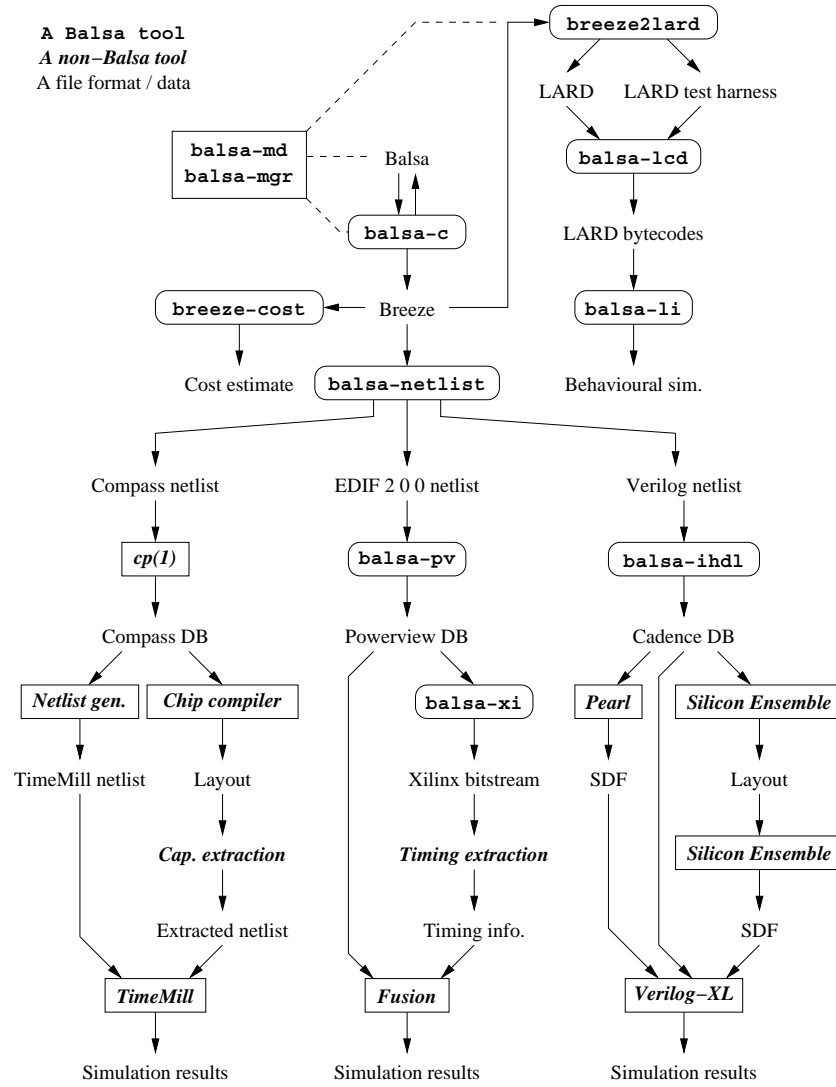 A Balsa tool
A non–Balsa tool
A file format / data
breeze2lard
LARD
LARD test harness
balsa-md
balsa-mgr
Balsa
balsa-lcd
balsa-c
LARD bytecodes
breeze-cost
Breeze
balsa-li
Cost estimate
balsa-netlist
Behavioural sim.
Compass netlist
EDIF 2 0 0 netlist
Verilog netlist
cp(1)
balsa-pv
balsa-ihdl
Compass DB
Powerview DB
Cadence DB
Netlist gen.
Chip compiler
balsa-xi
Pearl
Silicon Ensemble
TimeMill netlist
Layout
Xilinx bitstream
SDF
Layout
Cap. extraction
Timing extraction
Silicon Ensemble
Extracted netlist
Timing info.
SDF
TimeMill
Fusion
Verilog–XL
Simulation results
Simulation results
Simulation results